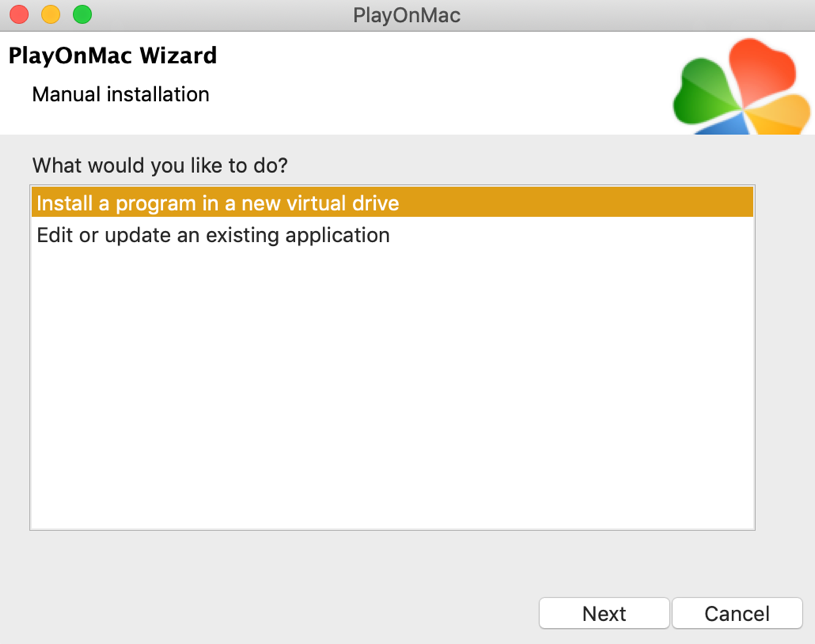 PlayOnMac
PlayOnMac Wizard
Manual installation
What would you like to do?
Install a program in a new virtual drive
Edit or update an existing application
Next
Cancel